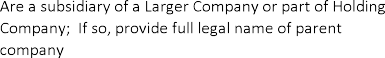 Are a subsidiary of a Larger Company or part of Holding
Company;  If so, provide full legal name of parent
company